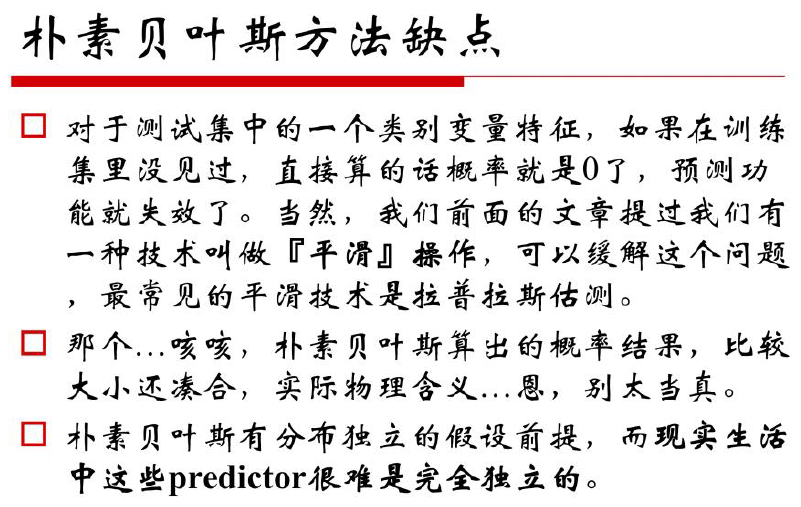 朴素贝叶斯方法缺点
对于测试集中的一个类别变量特征，如果在训练
集里没见过，直接算的话概率就是0了，预测功
能就失效了。当然，我们前面的文章提过我们有
一种技术叫做『平滑』操作，可以缓解这个问题
，最常见的平滑技术是拉普拉斯估测。
那个...咳咳，朴素贝叶斯算出的概率结果，比较
大小还凑合，实际物理含义...恩，别太当真。
朴素贝叶斯有分布独立的假设前提，而现实生活
中这些predictor很难是完全独立的。